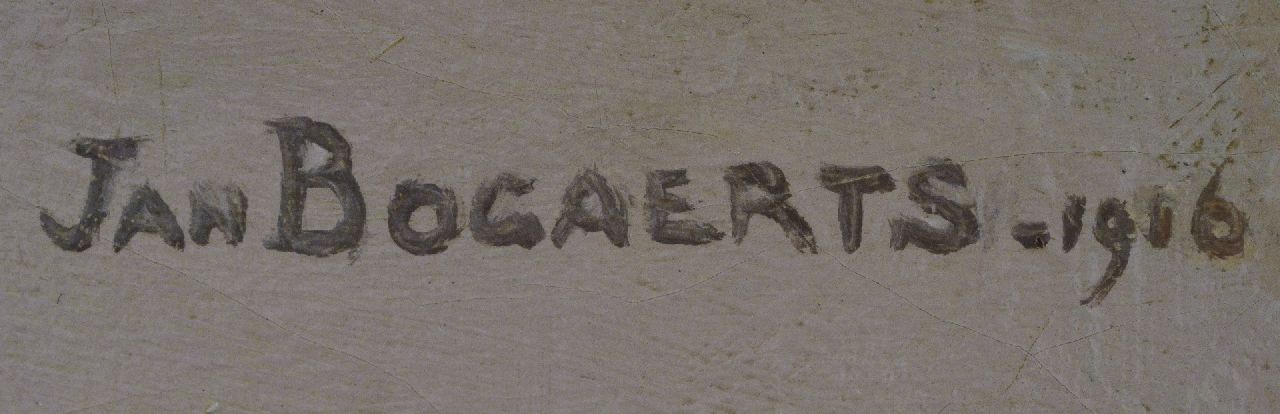 JAN BOGAERTS - 1916